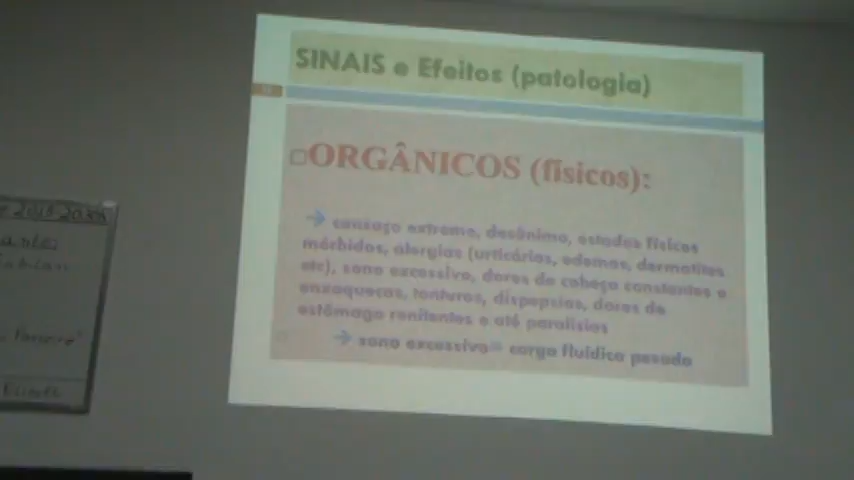 SINAIS e Efeitos (patologia)
ORGÂNICOS (físicos):
→ cansaço extremo, desânimo, estados físicos
mórbidos, alergias (urticárias, edemas, dermatites
etc), sono excessivo, dores de cabeça constantes e
enxaquecas, tonturas, dispepsias, dores de
estômago renitentes e até paralisias
→ sono excessivo= carga fluídica pesada